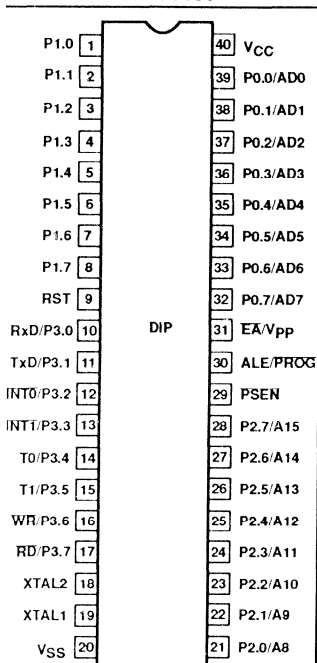 P1.0 1 40 VCC
P1.1 2 39 P0.0/AD0
P1.2 3 38 P0.1/AD1
P1.3 4 37 P0.2/AD2
P1.4 5 36 P0.3/AD3
P1.5 6 35 P0.4/AD4
P1.6 7 34 P0.5/AD5
P1.7 8 33 P0.6/AD6
RST 9 32 P0.7/AD7
RxD/P3.0 10 DIP 31 EA/VPP
TxD/P3.1 11 30 ALE/PROG
INT0/P3.2 12 29 PSEN
INT1/P3.3 13 28 P2.7/A15
T0/P3.4 14 27 P2.6/A14
T1/P3.5 15 26 P2.5/A13
WR/P3.6 16 25 P2.4/A12
RD/P3.7 17 24 P2.3/A11
XTAL2 18 23 P2.2/A10
XTAL1 19 22 P2.1/A9
VSS 20 21 P2.0/A8